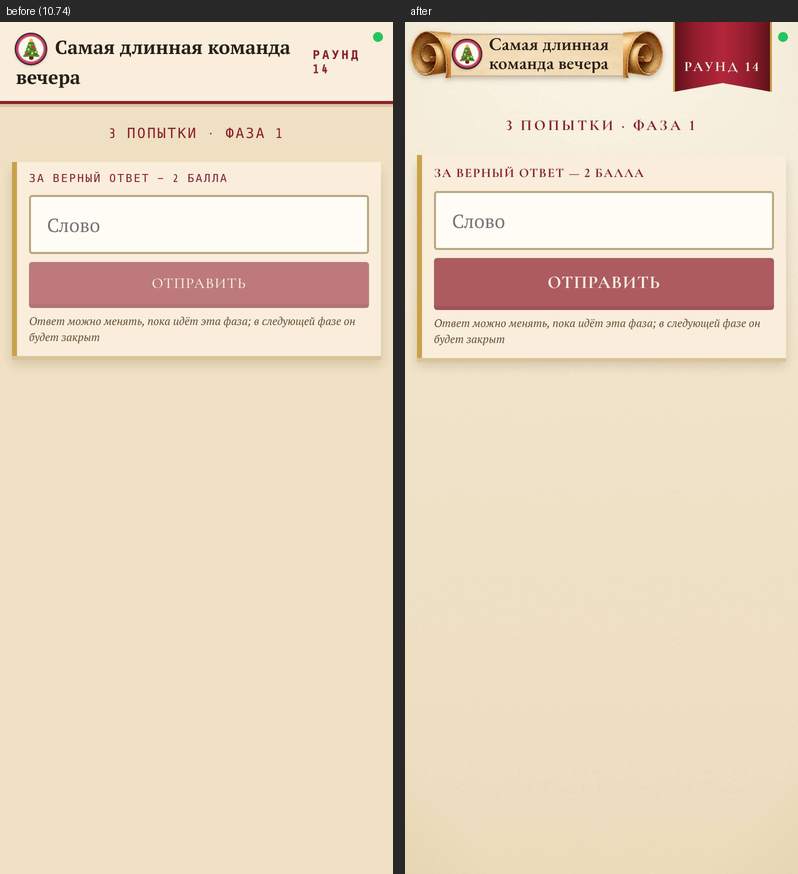 before (10.74)
Самая длинная команда
вечера
РАУНД
14
3 ПОПЫТКИ · ФАЗА 1
ЗА ВЕРНЫЙ ОТВЕТ — 2 БАЛЛА
Слово
ОТПРАВИТЬ
Ответ можно менять, пока идёт эта фаза; в следующей фазе он
будет закрыт
after
Самая длинная
команда вечера
РАУНД 14
3 ПОПЫТКИ · ФАЗА 1
ЗА ВЕРНЫЙ ОТВЕТ — 2 БАЛЛА
Слово
ОТПРАВИТЬ
Ответ можно менять, пока идёт эта фаза; в следующей фазе он
будет закрыт